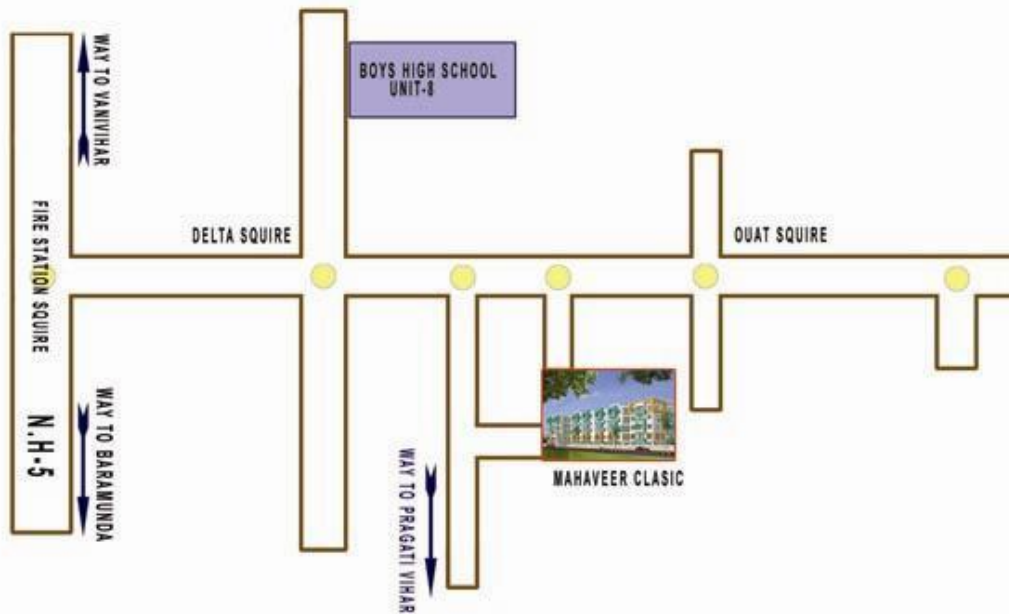 WAY TO VANIVIHAR
BOYS HIGH SCHOOL
UNIT-8
FIRE STATION SQUIRE
DELTA SQUIRE
OUAT SQUIRE
N.H-5
WAY TO BARAMUNDA
WAY TO PRAGATI VIHAR
MAHAVEER CLASIC